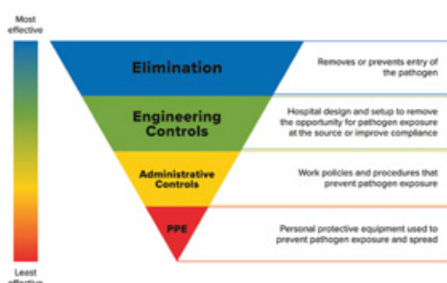 Most
effective
Elimination
Removes or prevents entry of
the pathogen
Engineering
Controls
Hospital design and setup to remove
the opportunity for pathogen exposure
at the source or improve compliance
Administrative
Controls
Work policies and procedures that
prevent pathogen exposure
PPE
Personal protective equipment used to
prevent pathogen exposure and spread
Least
effective